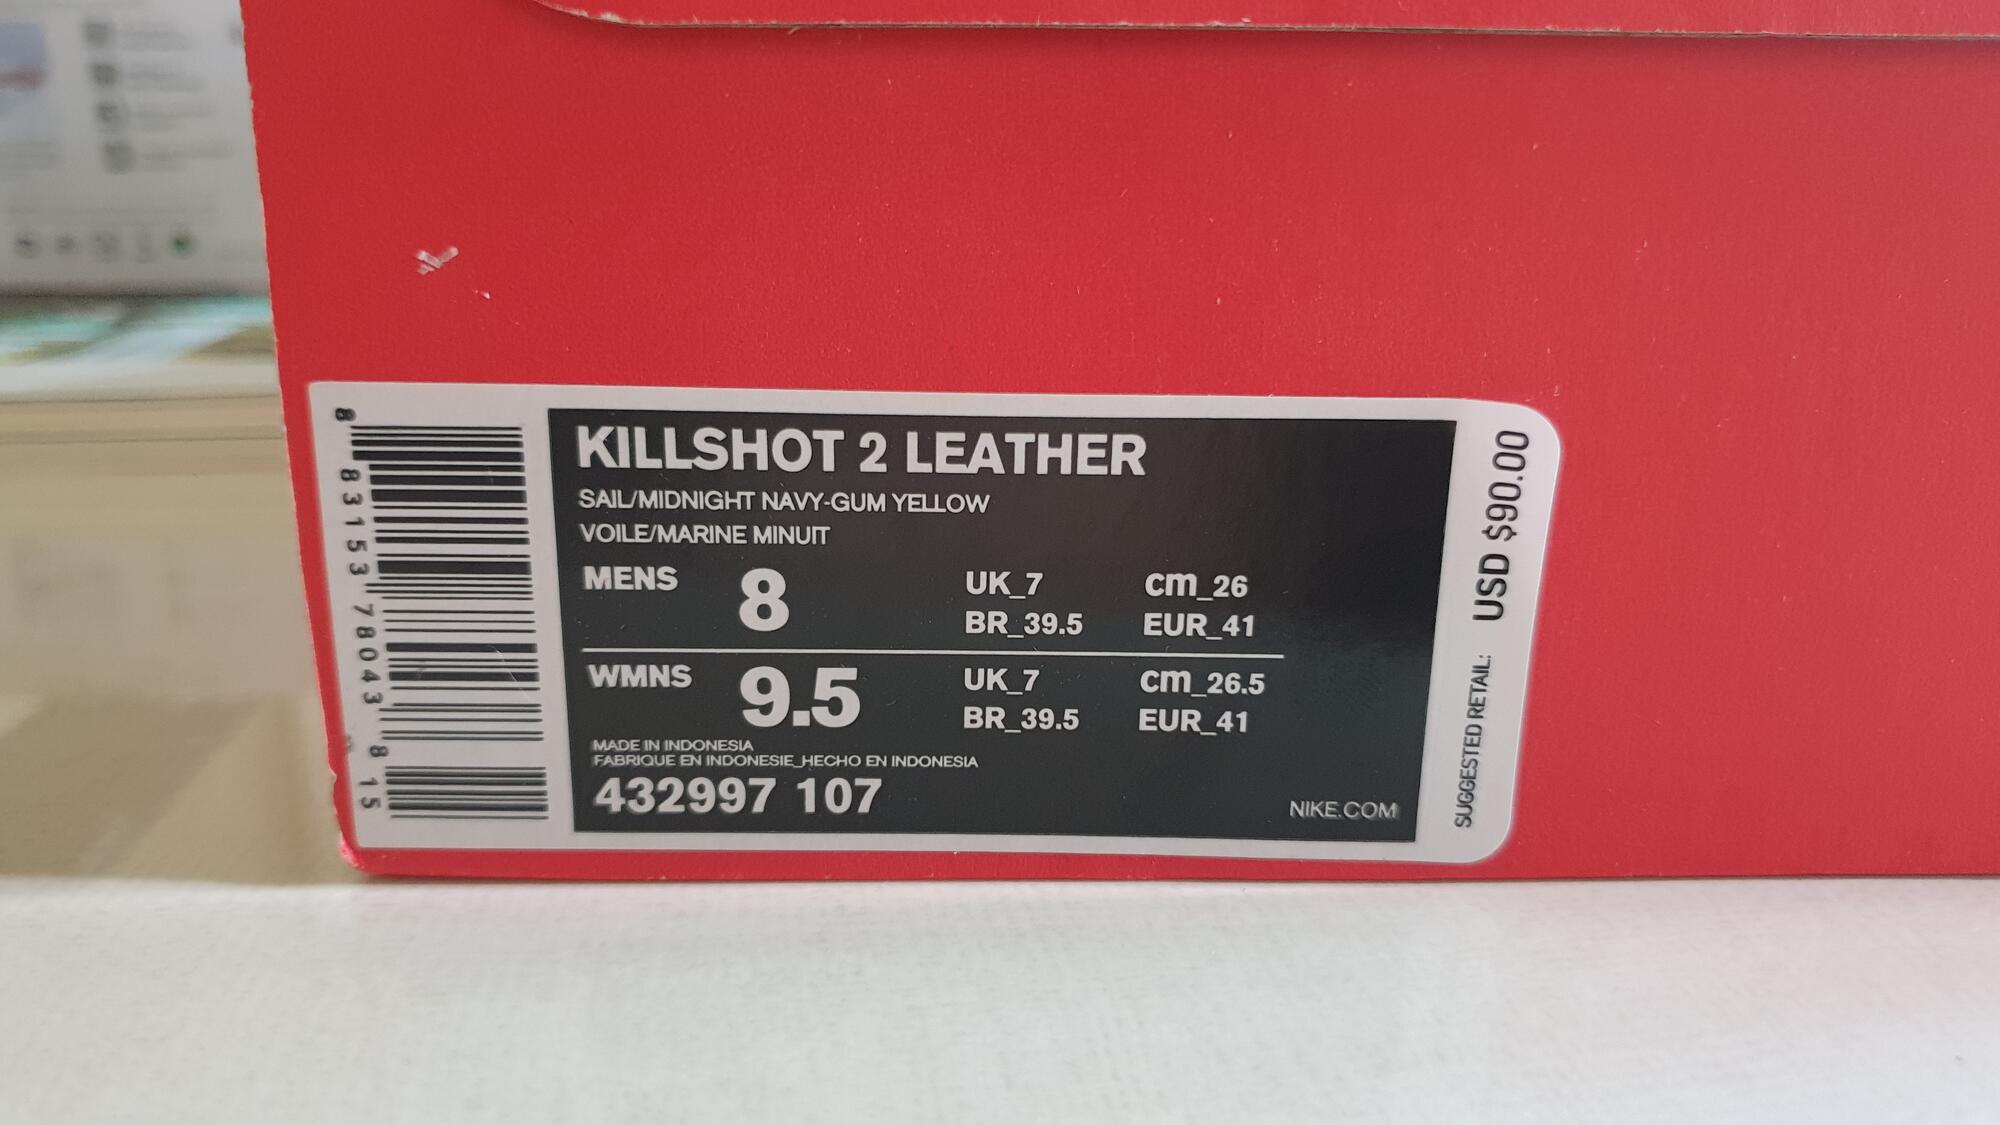 KILLSHOT 2 LEATHER
SAIL/MIDNIGHT NAVY-GUM YELLOW
VOILE/MARINE MINUIT
MENS 8 UK_7 cm_26
BR_39.5 EUR_41
WMNS 9.5 UK_7 cm_26.5
BR_39.5 EUR_41
MADE IN INDONESIA
FABRIQUE EN INDONESIE_HECHO EN INDONESIA
432997 107
NIKE.COM
SUGGESTED RETAIL: USD $90.00
8 83153 78043 8 15